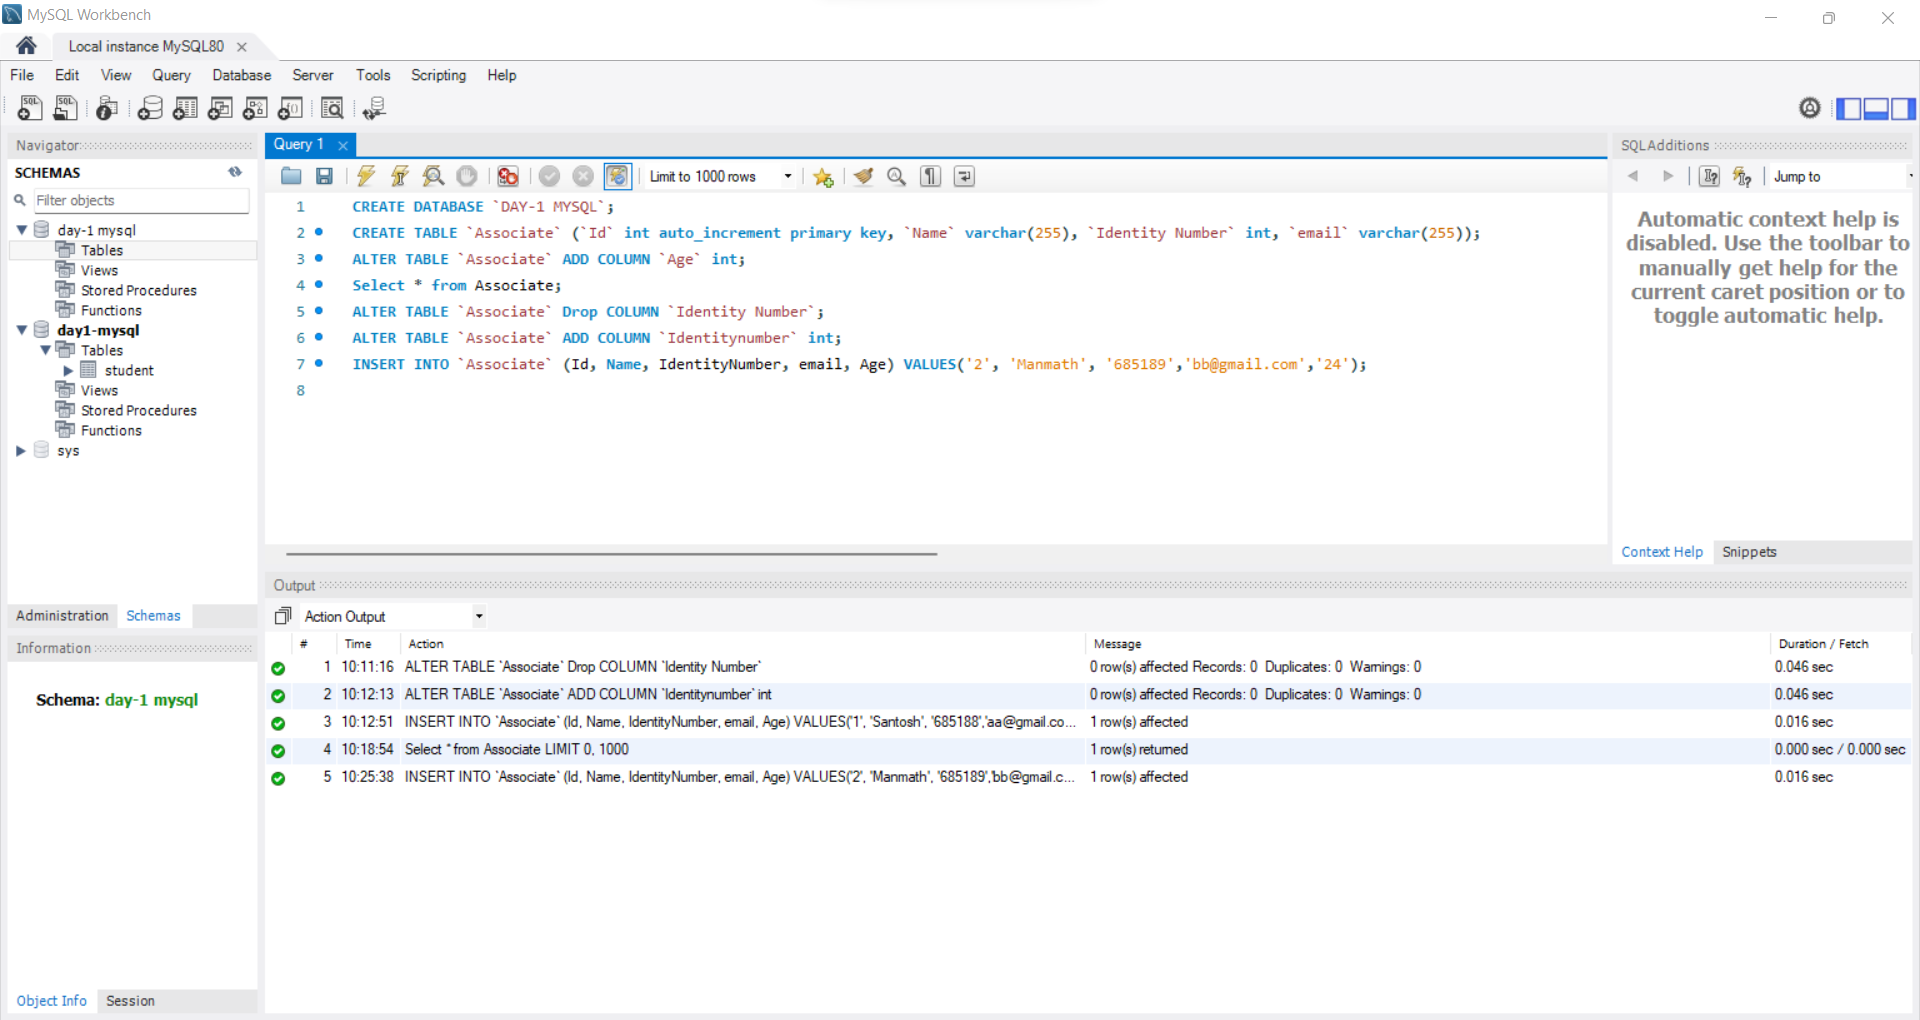 MySQL Workbench
Local instance MySQL80
File Edit View Query Database Server Tools Scripting Help
Navigator
SCHEMAS
Filter objects
day-1 mysql
Tables
Views
Stored Procedures
Functions
day1-mysql
Tables
student
Views
Stored Procedures
Functions
sys
Administration Schemas
Information
Schema: day-1 mysql
Object Info Session
Query 1
Limit to 1000 rows
1 CREATE DATABASE `DAY-1 MYSQL`;
2 CREATE TABLE `Associate` (`Id` int auto_increment primary key, `Name` varchar(255), `Identity Number` int, `email` varchar(255));
3 ALTER TABLE `Associate` ADD COLUMN `Age` int;
4 Select * from Associate;
5 ALTER TABLE `Associate` Drop COLUMN `Identity Number`;
6 ALTER TABLE `Associate` ADD COLUMN `Identitynumber` int;
7 INSERT INTO `Associate` (Id, Name, IdentityNumber, email, Age) VALUES('2', 'Manmath', '685189','bb@gmail.com','24');
8
SQLAdditions
Jump to
Automatic context help is
disabled. Use the toolbar to
manually get help for the
current caret position or to
toggle automatic help.
Context Help Snippets
Output
Action Output
# Time Action Message Duration / Fetch
1 10:11:16 ALTER TABLE `Associate` Drop COLUMN `Identity Number` 0 row(s) affected Records: 0 Duplicates: 0 Warnings: 0 0.046 sec
2 10:12:13 ALTER TABLE `Associate` ADD COLUMN `Identitynumber` int 0 row(s) affected Records: 0 Duplicates: 0 Warnings: 0 0.046 sec
3 10:12:51 INSERT INTO `Associate` (Id, Name, IdentityNumber, email, Age) VALUES('1', 'Santosh', '685188','aa@gmail.co... 1 row(s) affected 0.016 sec
4 10:18:54 Select * from Associate LIMIT 0, 1000 1 row(s) returned 0.000 sec / 0.000 sec
5 10:25:38 INSERT INTO `Associate` (Id, Name, IdentityNumber, email, Age) VALUES('2', 'Manmath', '685189','bb@gmail.c... 1 row(s) affected 0.016 sec